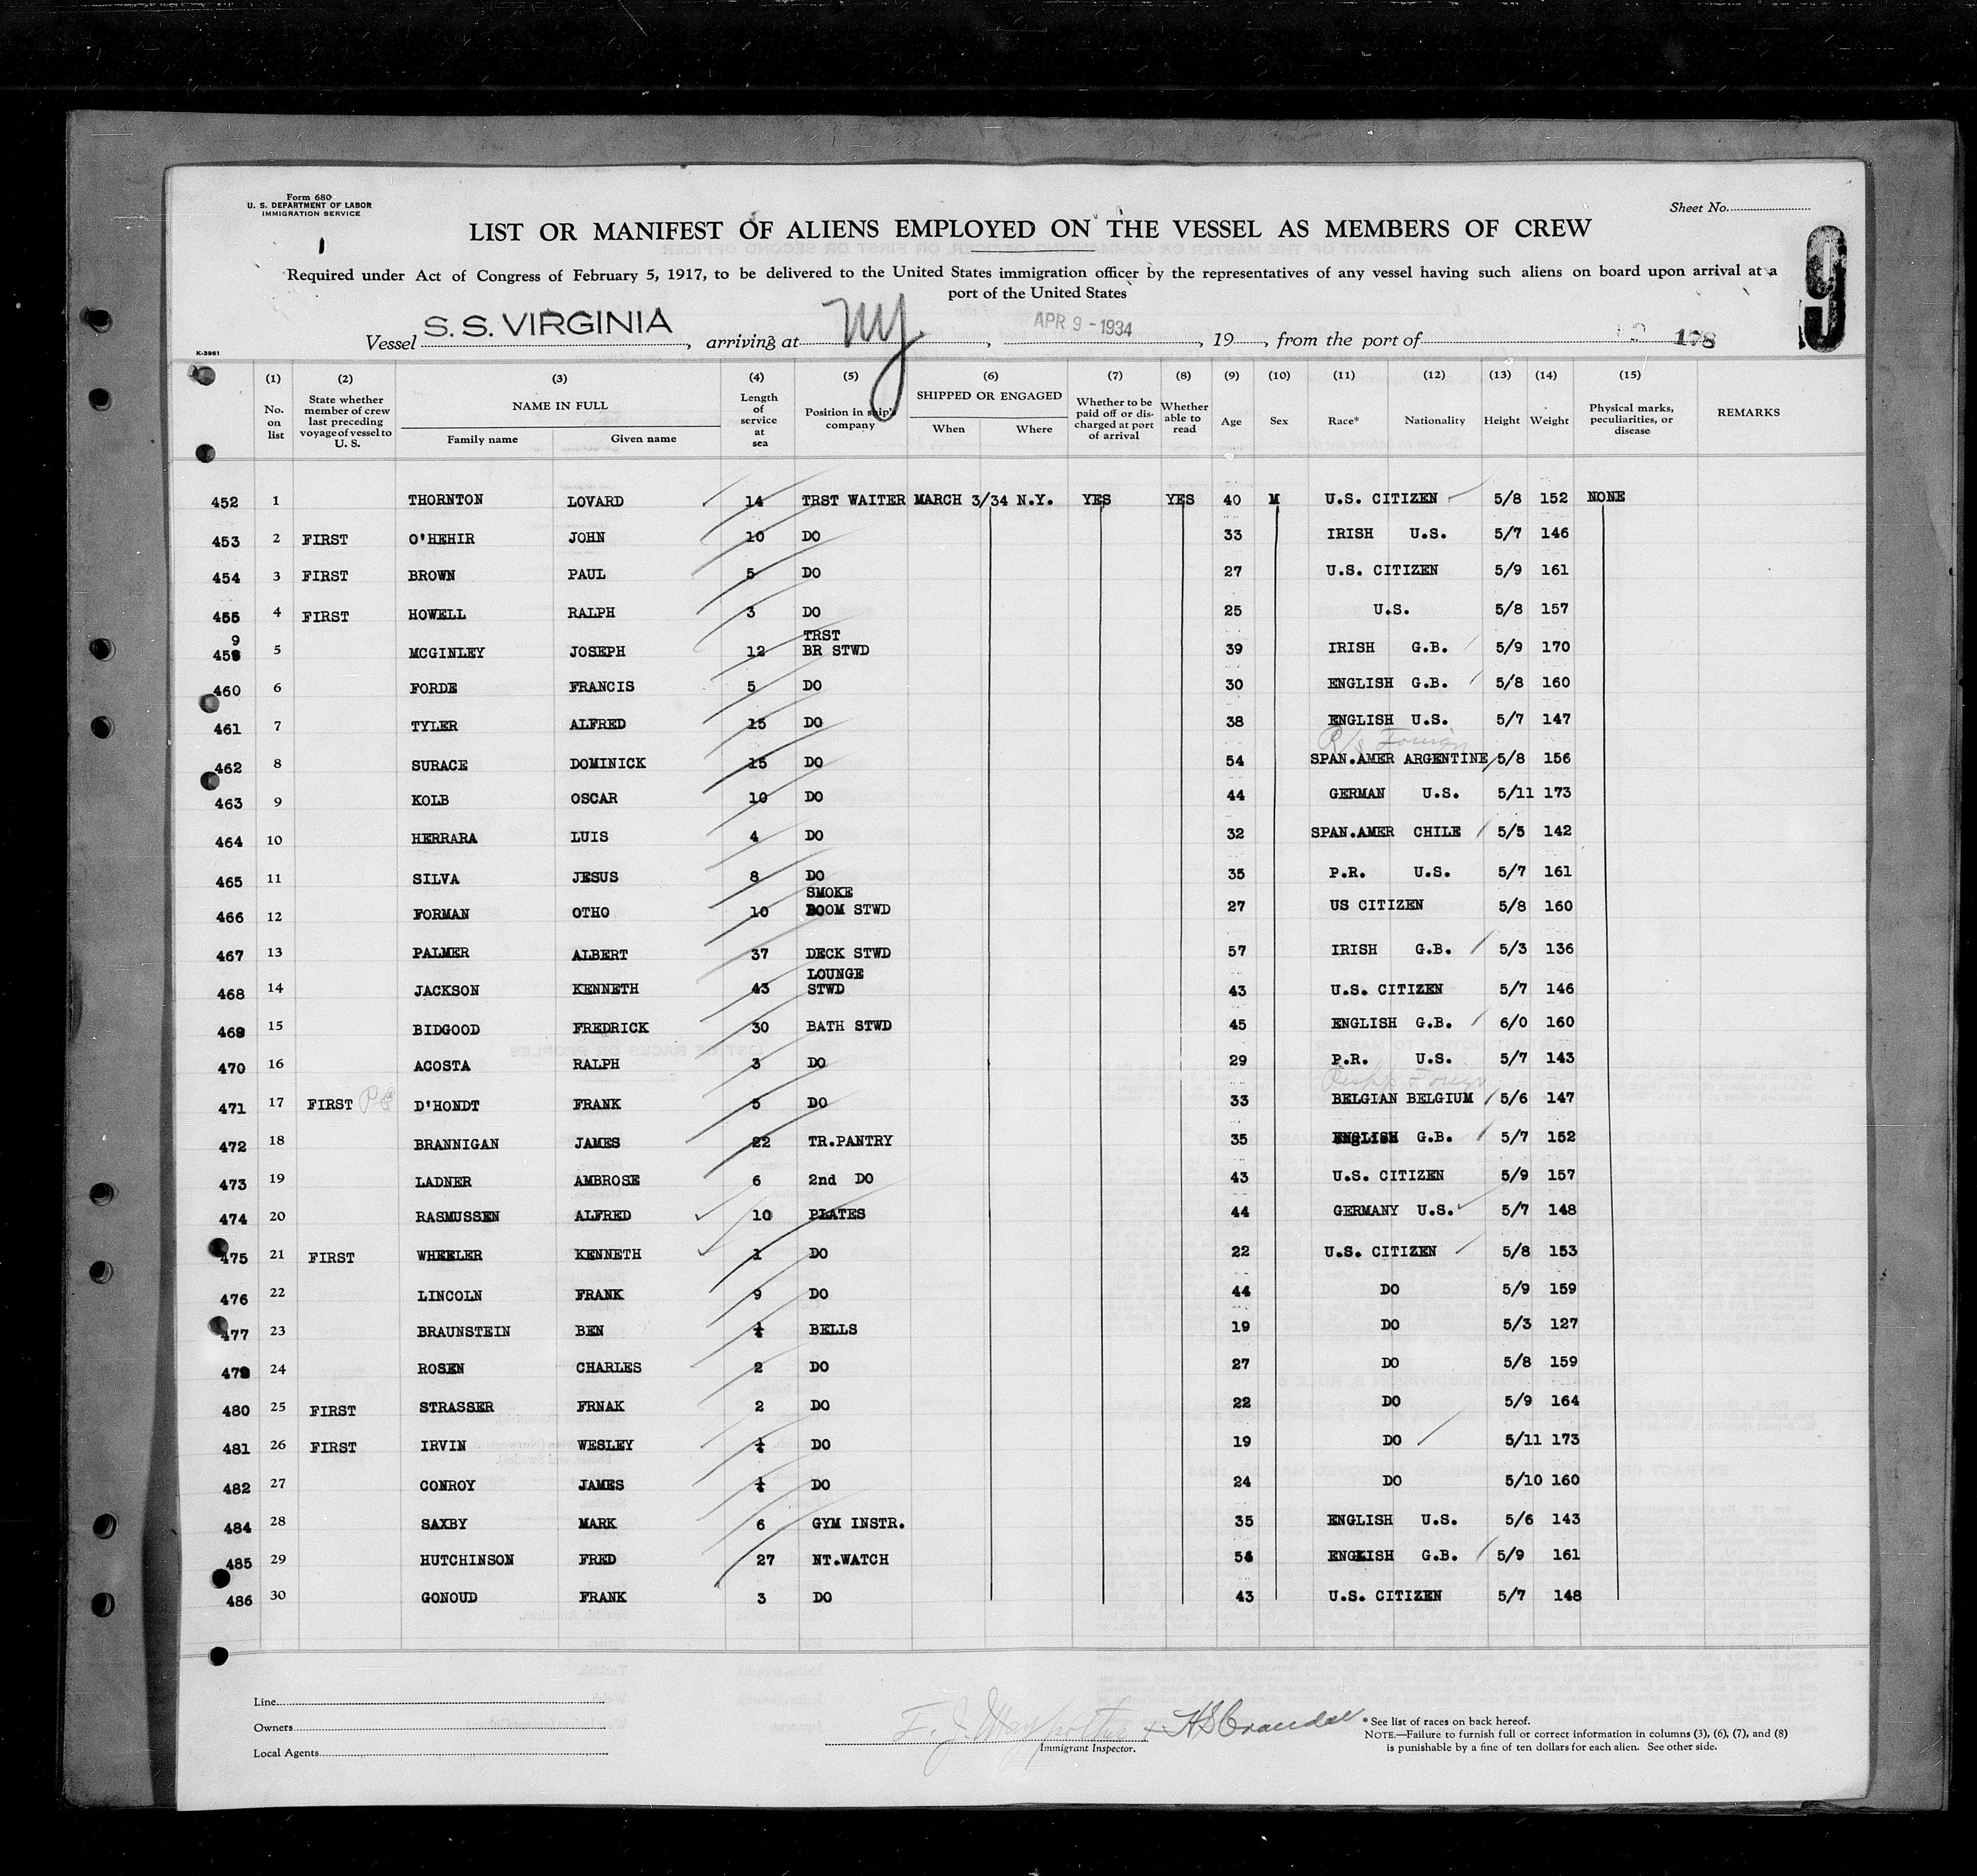 Form 680
U. S. DEPARTMENT OF LABOR
IMMIGRATION SERVICE
Sheet No.
1
LIST OR MANIFEST OF ALIENS EMPLOYED ON THE VESSEL AS MEMBERS OF CREW
9
Required under Act of Congress of February 5, 1917, to be delivered to the United States immigration officer by the representatives of any vessel having such aliens on board upon arrival at a
port of the United States
Vessel S. S. VIRGINIA, arriving at NY, APR 9 - 1934, 19 , from the port of 178
K-3961
(1) (2) (3) (4) (5) (6) (7) (8) (9) (10) (11) (12) (13) (14) (15)
No. on list
State whether member of crew last preceding voyage of vessel to U. S.
NAME IN FULL
Family name
Given name
Length of service at sea
Position in ship's company
SHIPPED OR ENGAGED
When
Where
Whether to be paid off or discharged at port of arrival
Whether able to read
Age
Sex
Race*
Nationality
Height
Weight
Physical marks, peculiarities, or disease
REMARKS
452 1 THORNTON LOVARD 14 TRST WAITER MARCH 3/34 N.Y. YES YES 40 M U.S. CITIZEN 5/8 152 NONE
453 2 FIRST O'HEHIR JOHN 10 DO 33 IRISH U.S. 5/7 146
454 3 FIRST BROWN PAUL 5 DO 27 U.S. CITIZEN 5/9 161
455 4 FIRST HOWELL RALPH 3 DO 25 U.S. 5/8 157
459 5 MCGINLEY JOSEPH 12 TRST BR STWD 39 IRISH G.B. 5/9 170
460 6 FORDE FRANCIS 5 DO 30 ENGLISH G.B. 5/8 160
461 7 TYLER ALFRED 15 DO 38 ENGLISH U.S. 5/7 147
462 8 SURACE DOMINICK 15 DO 54 SPAN.AMER ARGENTINE 5/8 156
463 9 KOLB OSCAR 10 DO 44 GERMAN U.S. 5/11 173
464 10 HERRARA LUIS 4 DO 32 SPAN.AMER CHILE 5/5 142
465 11 SILVA JESUS 8 DO 35 P.R. U.S. 5/7 161
466 12 FORMAN OTHO 10 SMOKE ROOM STWD 27 US CITIZEN 5/8 160
467 13 PALMER ALBERT 37 DECK STWD 57 IRISH G.B. 5/3 136
468 14 JACKSON KENNETH 43 LOUNGE STWD 43 U.S. CITIZEN 5/7 146
469 15 BIDGOOD FREDRICK 30 BATH STWD 45 ENGLISH G.B. 6/0 160
470 16 ACOSTA RALPH 3 DO 29 P.R. U.S. 5/7 143
471 17 FIRST D'HONDT FRANK 5 DO 33 BELGIAN BELGIUM 5/6 147
472 18 BRANNIGAN JAMES 22 TR.PANTRY 35 ENGLISH G.B. 5/7 152
473 19 LADNER AMBROSE 6 2nd DO 43 U.S. CITIZEN 5/9 157
474 20 RASMUSSEN ALFRED 10 PLATES 44 GERMANY U.S. 5/7 148
475 21 FIRST WHEELER KENNETH 1 DO 22 U.S. CITIZEN 5/8 153
476 22 LINCOLN FRANK 9 DO 44 DO 5/9 159
477 23 BRAUNSTEIN BEN BELLS 19 DO 5/3 127
479 24 ROSEN CHARLES 2 DO 27 DO 5/8 159
480 25 FIRST STRASSER FRNAK 2 DO 22 DO 5/9 164
481 26 FIRST IRVIN WESLEY DO 19 DO 5/11 173
482 27 CONROY JAMES DO 24 DO 5/10 160
484 28 SAXBY MARK 6 GYM INSTR. 35 ENGLISH U.S. 5/6 143
485 29 HUTCHINSON FRED 27 NT.WATCH ENGLISH G.B. 5/9 161
486 30 GONOUD FRANK 3 DO 43 U.S. CITIZEN 5/7 148
Line
Owners
Local Agents
Immigrant Inspector.
*See list of races on back hereof.
NOTE.—Failure to furnish full or correct information in columns (3), (6), (7), and (8)
is punishable by a fine of ten dollars for each alien. See other side.